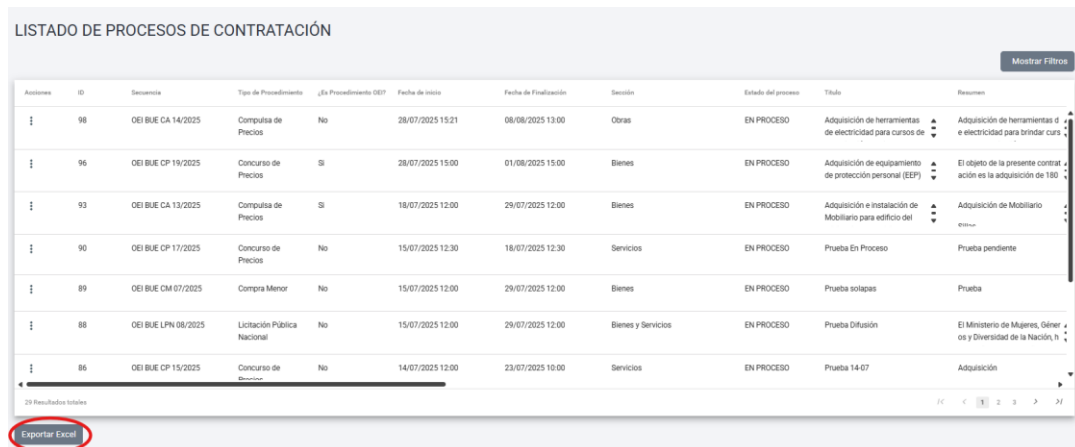 LISTADO DE PROCESOS DE CONTRATACIÓN
Mostrar Filtros
Acciones ID Secuencia Tipo de Procedimiento ¿Es Procedimiento OEI? Fecha de inicio Fecha de Finalización Sección Estado del proceso Título Resumen
98 OEI BUE CA 14/2025 Compulsa de Precios No 28/07/2025 15:21 08/08/2025 13:00 Obras EN PROCESO Adquisición de herramientas de electricidad para cursos de Adquisición de herramientas d e electricidad para brindar curs
96 OEI BUE CP 19/2025 Concurso de Precios Si 28/07/2025 15:00 01/08/2025 15:00 Bienes EN PROCESO Adquisición de equipamiento de protección personal (EEP) El objeto de la presente contrat ación es la adquisición de 180
93 OEI BUE CA 13/2025 Compulsa de Precios Si 18/07/2025 12:00 29/07/2025 12:00 Bienes EN PROCESO Adquisición e instalación de Mobiliario para edificio del Adquisición de Mobiliario
90 OEI BUE CP 17/2025 Concurso de Precios No 15/07/2025 12:30 18/07/2025 12:30 Servicios EN PROCESO Prueba En Proceso Prueba pendiente
89 OEI BUE CM 07/2025 Compra Menor No 15/07/2025 12:00 29/07/2025 12:00 Bienes EN PROCESO Prueba solapas Prueba
88 OEI BUE LPN 08/2025 Licitación Pública Nacional No 15/07/2025 12:00 29/07/2025 12:00 Bienes y Servicios EN PROCESO Prueba Difusión El Ministerio de Mujeres, Géner os y Diversidad de la Nación, h
86 OEI BUE CP 15/2025 Concurso de Precios No 14/07/2025 12:00 23/07/2025 10:00 Servicios EN PROCESO Prueba 14-07 Adquisición
29 Resultados totales 1 2 3
Exportar Excel